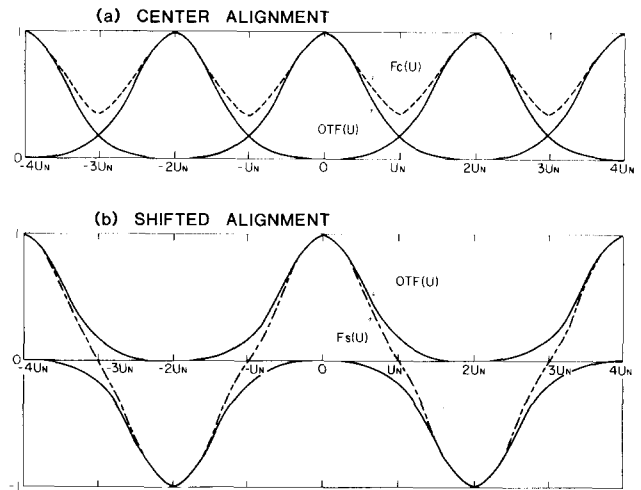 (a) CENTER ALIGNMENT
1
Fc(U)
OTF(U)
0
-4UN -3UN -2UN -UN 0 UN 2UN 3UN 4UN
(b) SHIFTED ALIGNMENT
1
OTF(U)
Fs(U)
0
-4UN -3UN -2UN -UN 0 UN 2UN 3UN 4UN
-1